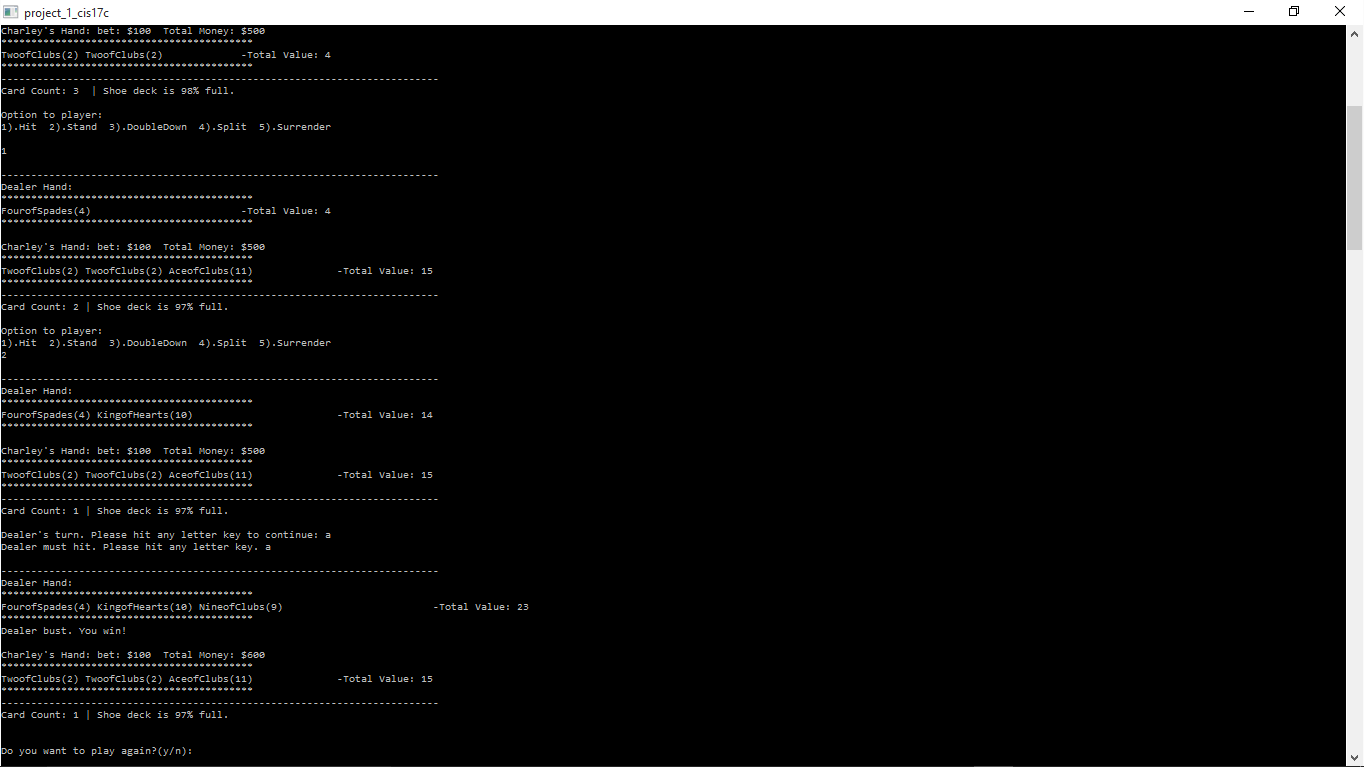 project_1_cis17c
Charley's Hand: bet: $100  Total Money: $500
******************************************
TwoofClubs(2) TwoofClubs(2)             -Total Value: 4
******************************************
-------------------------------------------------------------------------
Card Count: 3  | Shoe deck is 98% full.
Option to player:
1).Hit  2).Stand  3).DoubleDown  4).Split  5).Surrender
1
-------------------------------------------------------------------------
Dealer Hand:
******************************************
FourofSpades(4)                         -Total Value: 4
******************************************
Charley's Hand: bet: $100  Total Money: $500
******************************************
TwoofClubs(2) TwoofClubs(2) AceofClubs(11)              -Total Value: 15
******************************************
-------------------------------------------------------------------------
Card Count: 2 | Shoe deck is 97% full.
Option to player:
1).Hit  2).Stand  3).DoubleDown  4).Split  5).Surrender
2
-------------------------------------------------------------------------
Dealer Hand:
******************************************
FourofSpades(4) KingofHearts(10)                        -Total Value: 14
******************************************
Charley's Hand: bet: $100  Total Money: $500
******************************************
TwoofClubs(2) TwoofClubs(2) AceofClubs(11)              -Total Value: 15
******************************************
-------------------------------------------------------------------------
Card Count: 1 | Shoe deck is 97% full.
Dealer's turn. Please hit any letter key to continue: a
Dealer must hit. Please hit any letter key. a
-------------------------------------------------------------------------
Dealer Hand:
******************************************
FourofSpades(4) KingofHearts(10) NineofClubs(9)                         -Total Value: 23
******************************************
Dealer bust. You win!
Charley's Hand: bet: $100  Total Money: $600
******************************************
TwoofClubs(2) TwoofClubs(2) AceofClubs(11)              -Total Value: 15
******************************************
-------------------------------------------------------------------------
Card Count: 1 | Shoe deck is 97% full.
Do you want to play again?(y/n):